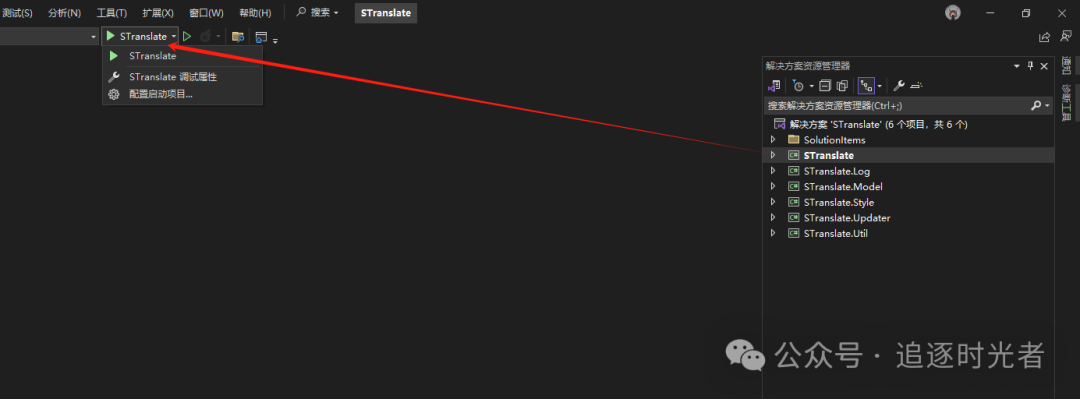 测试(S) 分析(N) 工具(T) 扩展(X) 窗口(W) 帮助(H) 搜索 STranslate
STranslate
STranslate
STranslate 调试属性
配置启动项目...
解决方案资源管理器
搜索解决方案资源管理器(Ctrl+;)
解决方案 'STranslate' (6 个项目，共 6 个)
SolutionItems
STranslate
STranslate.Log
STranslate.Model
STranslate.Style
STranslate.Updater
STranslate.Util
通知
诊断工具
公众号 · 追逐时光者